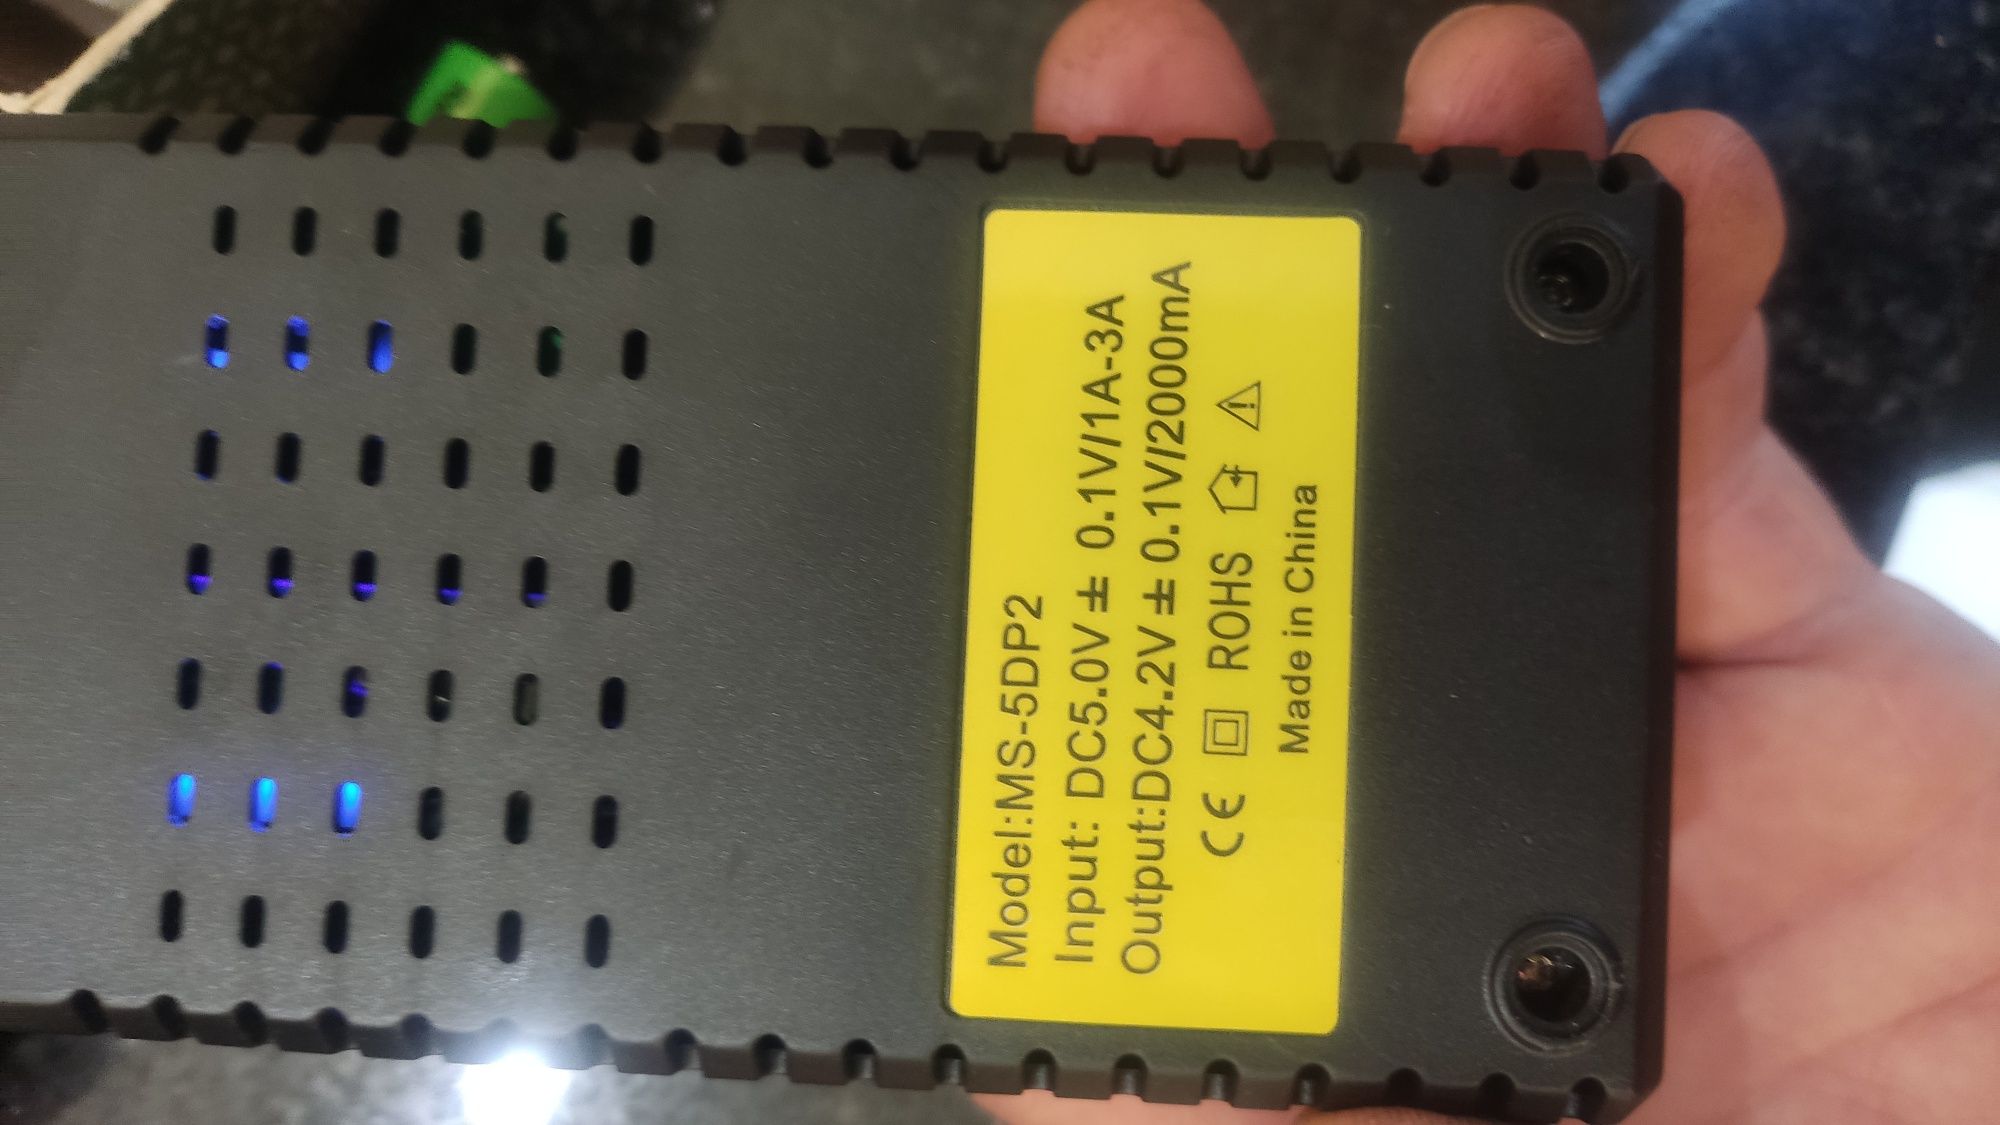 Model:MS-5DP2
Input: DC5.0V ± 0.1V/1A-3A
Output:DC4.2V ± 0.1V/2000mA
CE ROHS
Made in China